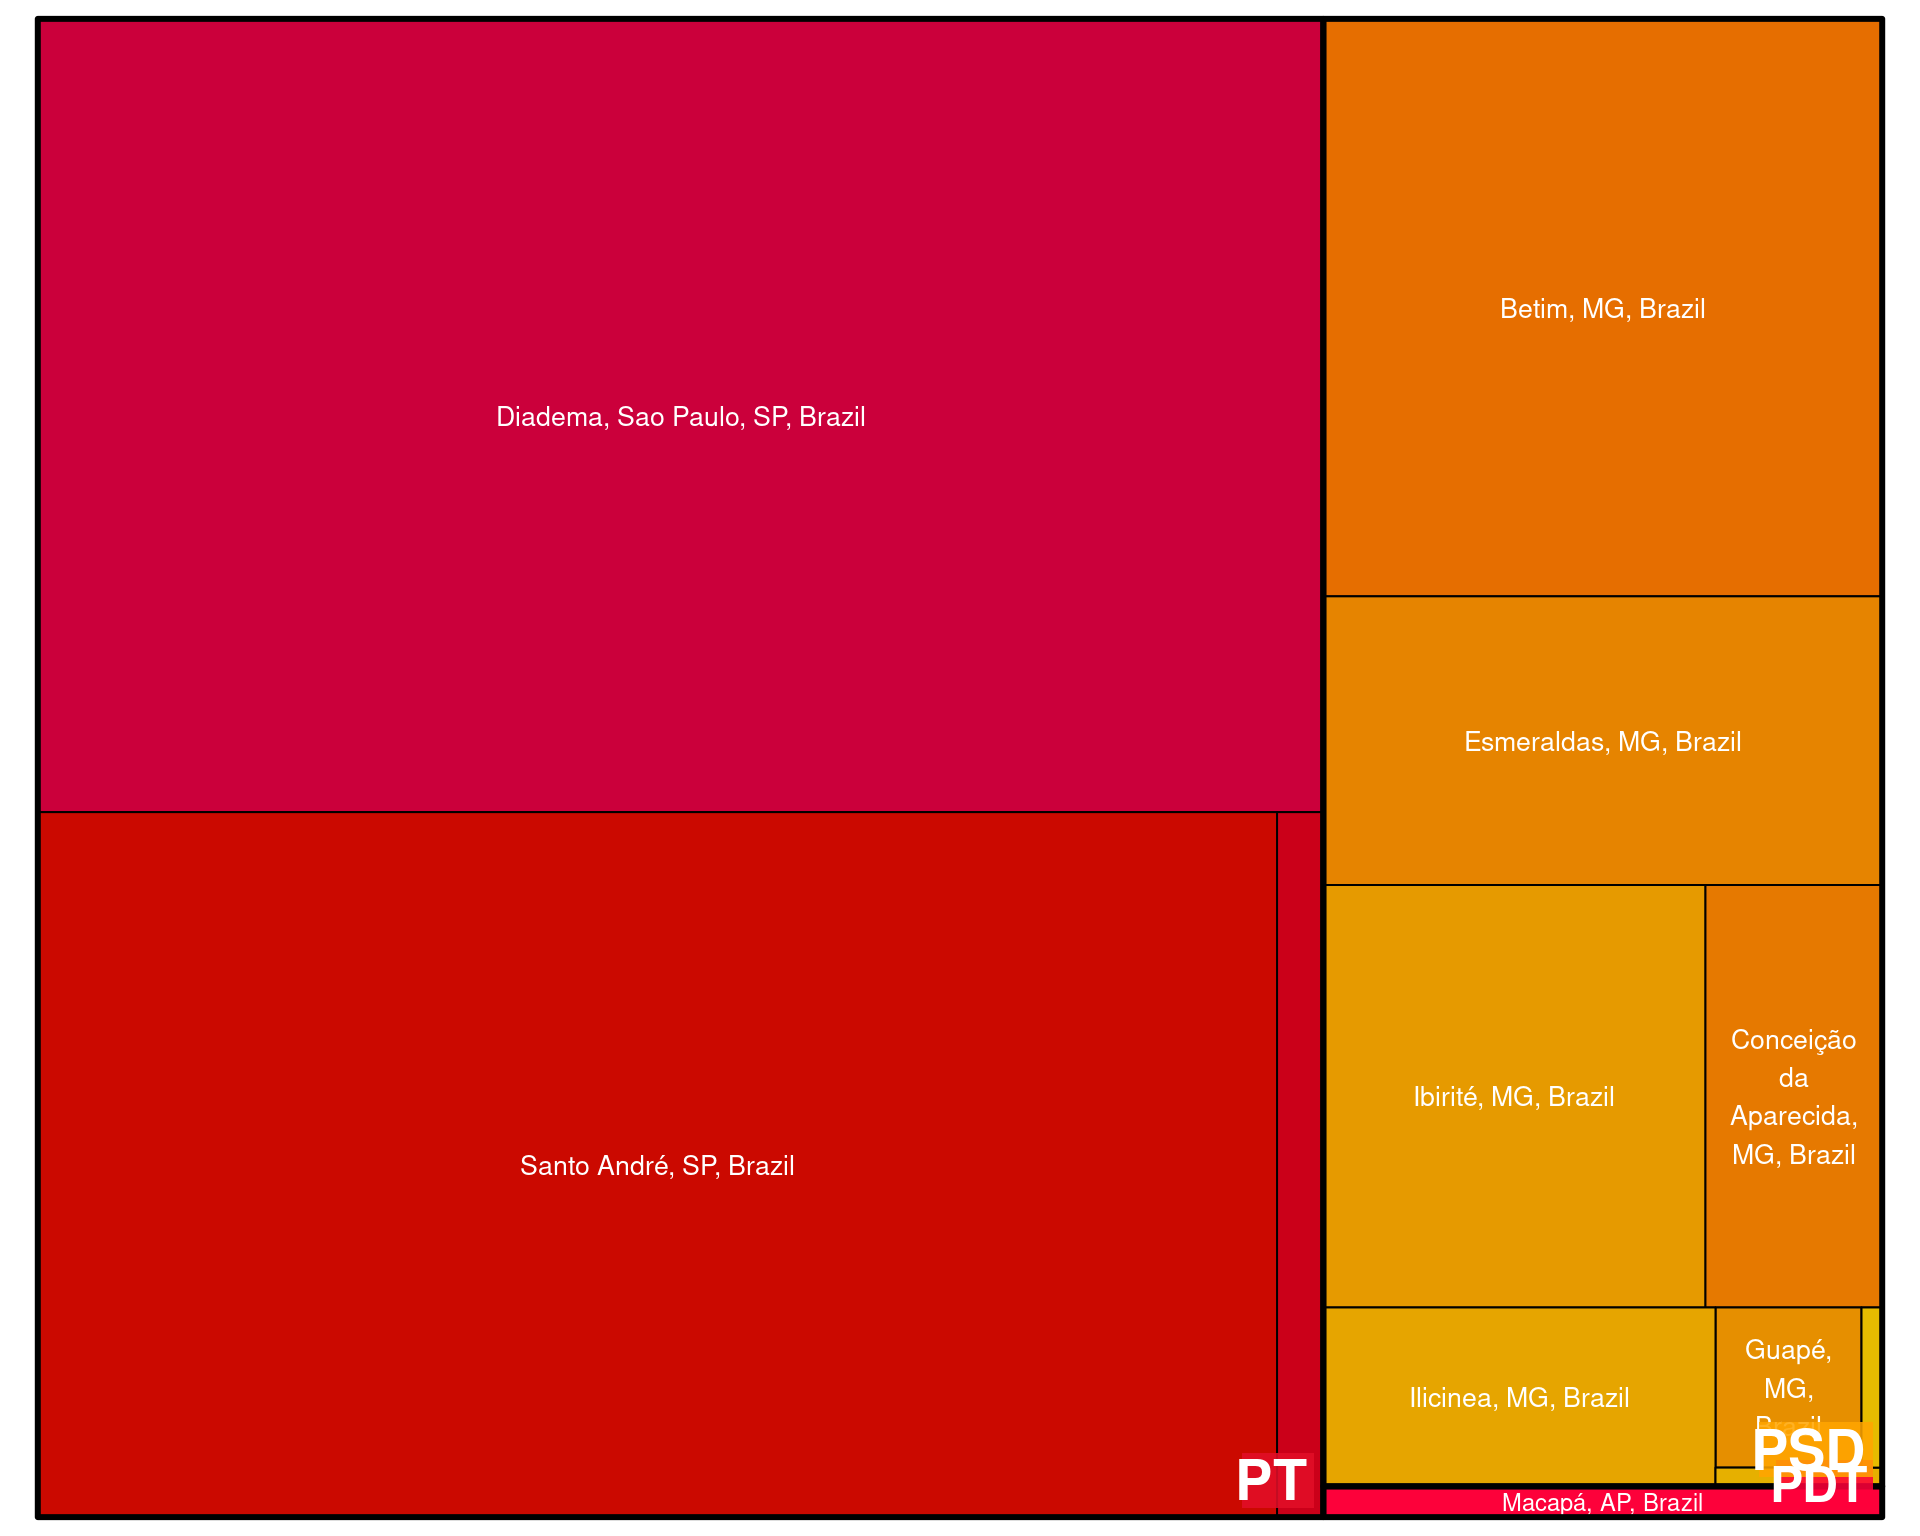 Diadema, Sao Paulo, SP, Brazil
Santo André, SP, Brazil
PT
Betim, MG, Brazil
Esmeraldas, MG, Brazil
Ibirité, MG, Brazil
Conceição
da
Aparecida,
MG, Brazil
Ilicinea, MG, Brazil
Guapé,
MG,
Brazil
PSD
PDT
Macapá, AP, Brazil